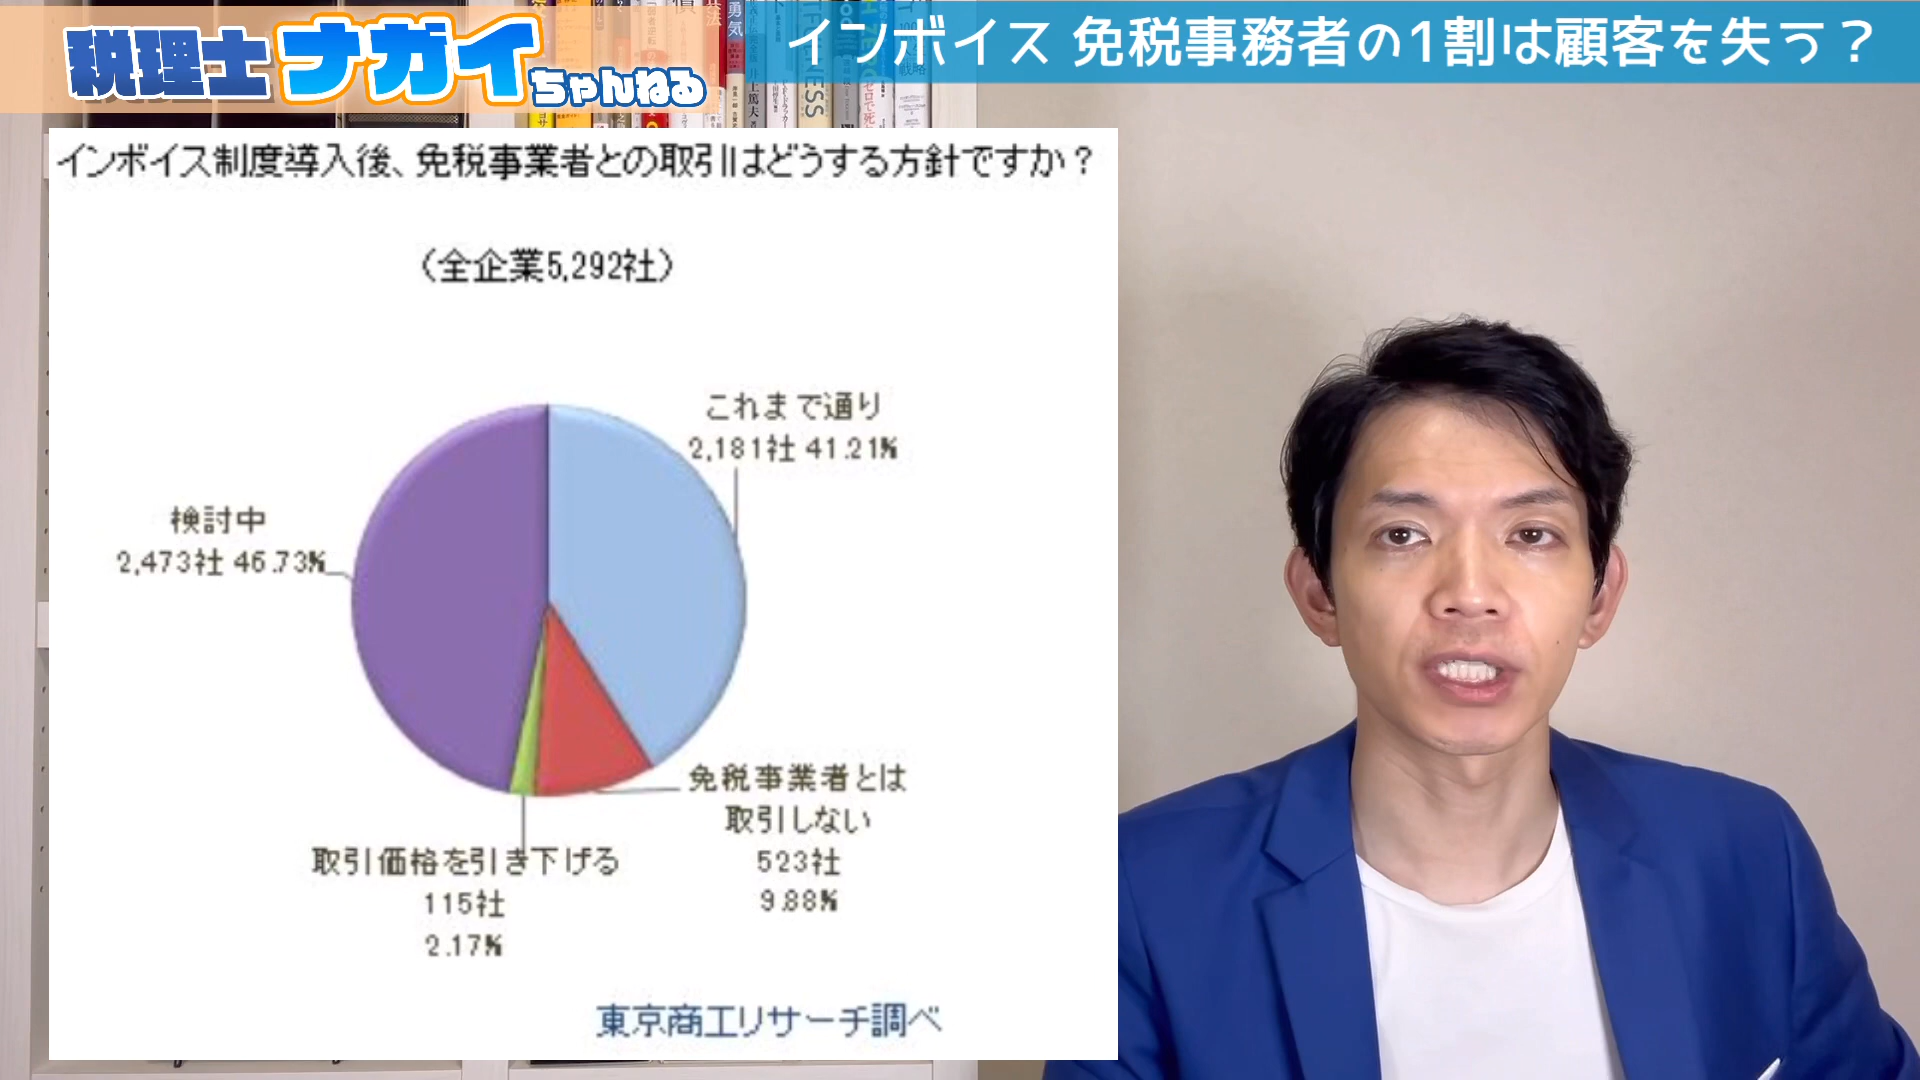 税理士ナガイちゃんねる
インボイス 免税事務者の1割は顧客を失う？
インボイス制度導入後、免税事業者との取引はどうする方針ですか？
（全企業5,292社）
これまで通り
2,181社 41.21%
検討中
2,473社 46.73%
免税事業者とは
取引しない
523社
9.88%
取引価格を引き下げる
115社
2.17%
東京商工リサーチ調べ